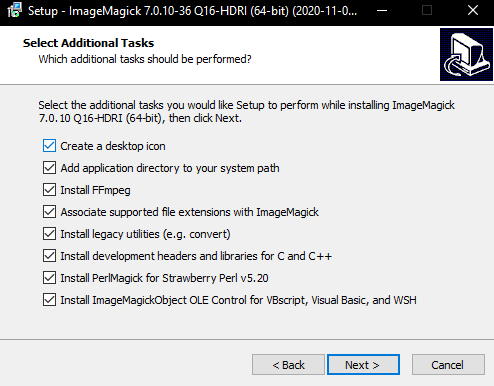 Setup - ImageMagick 7.0.10-36 Q16-HDRI (64-bit) (2020-11-0...
Select Additional Tasks
Which additional tasks should be performed?
Select the additional tasks you would like Setup to perform while installing ImageMagick
7.0.10 Q16-HDRI (64-bit), then click Next.
Create a desktop icon
Add application directory to your system path
Install FFmpeg
Associate supported file extensions with ImageMagick
Install legacy utilities (e.g. convert)
Install development headers and libraries for C and C++
Install PerlMagick for Strawberry Perl v5.20
Install ImageMagickObject OLE Control for VBscript, Visual Basic, and WSH
< Back
Next >
Cancel